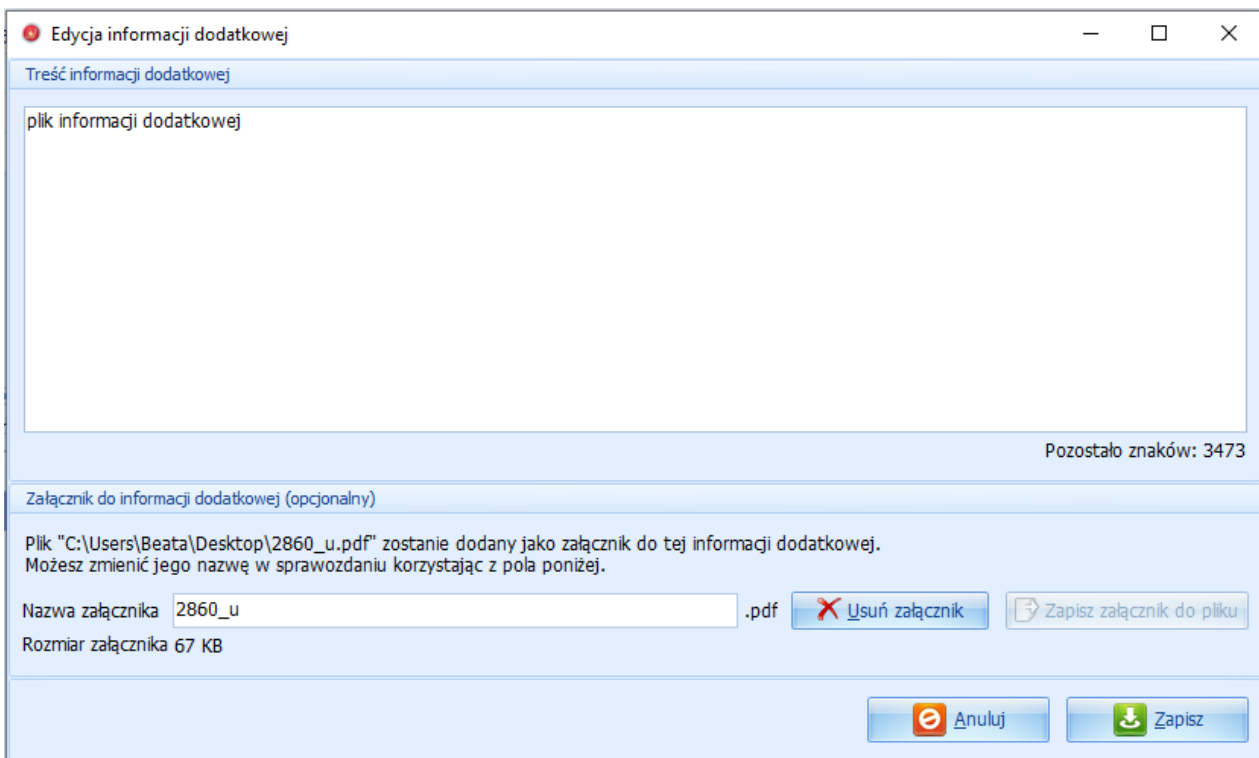 Edycja informacji dodatkowej
Treść informacji dodatkowej
plik informacji dodatkowej
Pozostało znaków: 3473
Załącznik do informacji dodatkowej (opcjonalny)
Plik "C:\Users\Beata\Desktop\2860_u.pdf" zostanie dodany jako załącznik do tej informacji dodatkowej.
Możesz zmienić jego nazwę w sprawozdaniu korzystając z pola poniżej.
Nazwa załącznika 2860_u .pdf Usuń załącznik Zapisz załącznik do pliku
Rozmiar załącznika 67 KB
Anuluj Zapisz